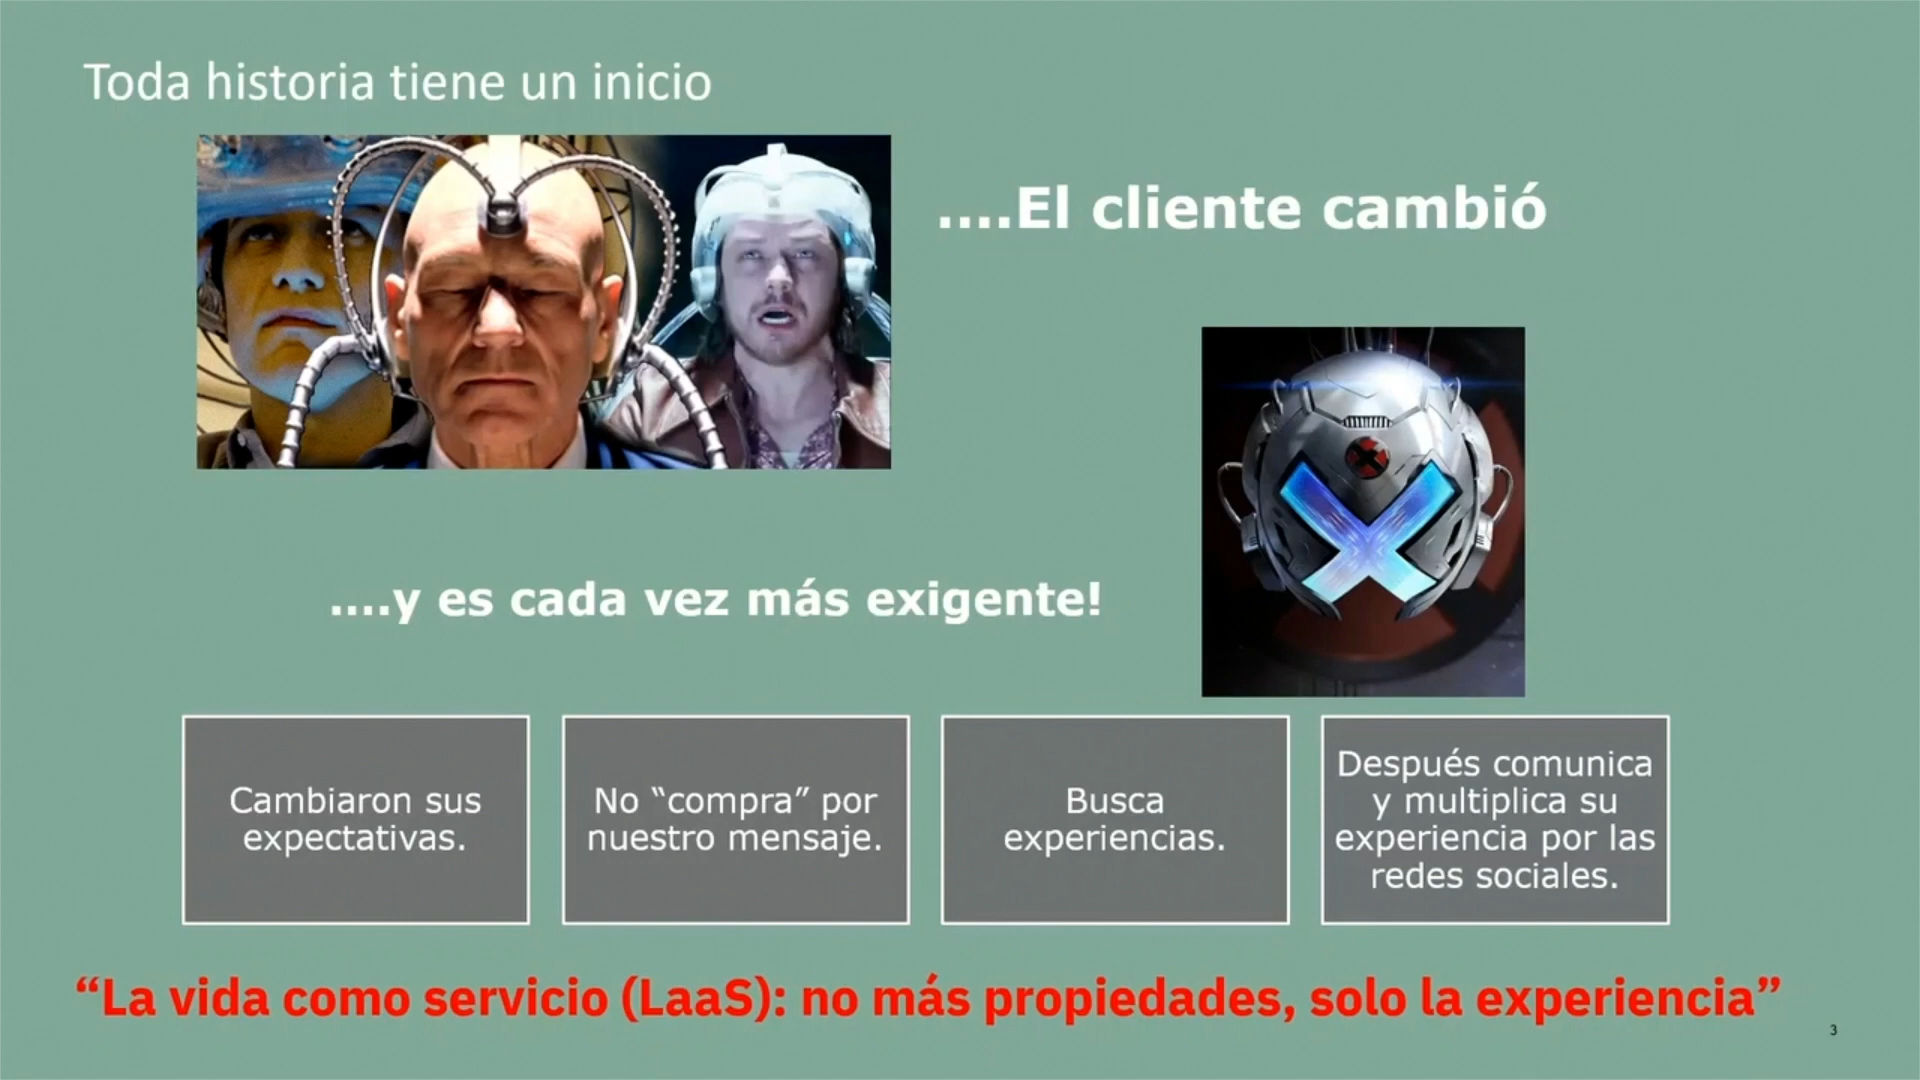 Toda historia tiene un inicio
....El cliente cambió
....y es cada vez más exigente!
Cambiaron sus
expectativas.
No “compra” por
nuestro mensaje.
Busca
experiencias.
Después comunica
y multiplica su
experiencia por las
redes sociales.
“La vida como servicio (LaaS): no más propiedades, solo la experiencia”
3